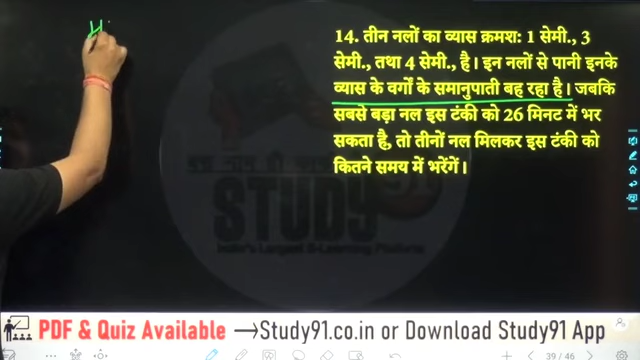 14. तीन नलों का व्यास क्रमश: 1 सेमी., 3
सेमी., तथा 4 सेमी., है। इन नलों से पानी इनके
व्यास के वर्गों के समानुपाती बह रहा है। जबकि
सबसे बड़ा नल इस टंकी को 26 मिनट में भर
सकता है, तो तीनों नल मिलकर इस टंकी को
कितने समय में भरेंगें।
STUDY91
India's Largest E-Learning Platform
PDF & Quiz Available →Study91.co.in or Download Study91 App
39 / 46